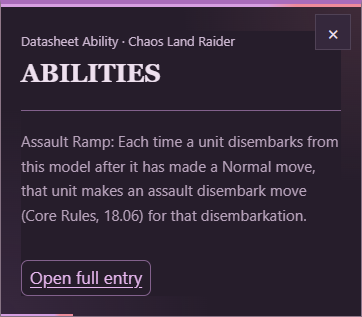 Datasheet Ability · Chaos Land Raider
×
ABILITIES
Assault Ramp: Each time a unit disembarks from
this model after it has made a Normal move,
that unit makes an assault disembark move
(Core Rules, 18.06) for that disembarkation.
Open full entry